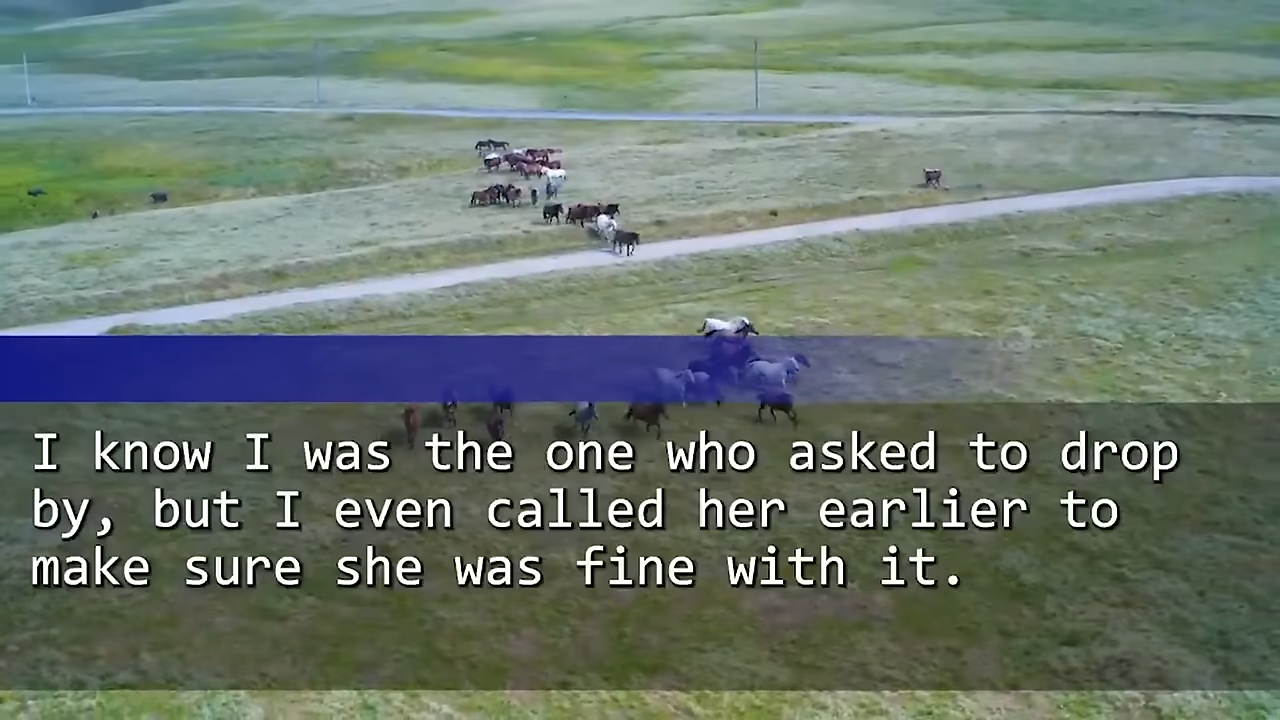 I know I was the one who asked to drop
by, but I even called her earlier to
make sure she was fine with it.